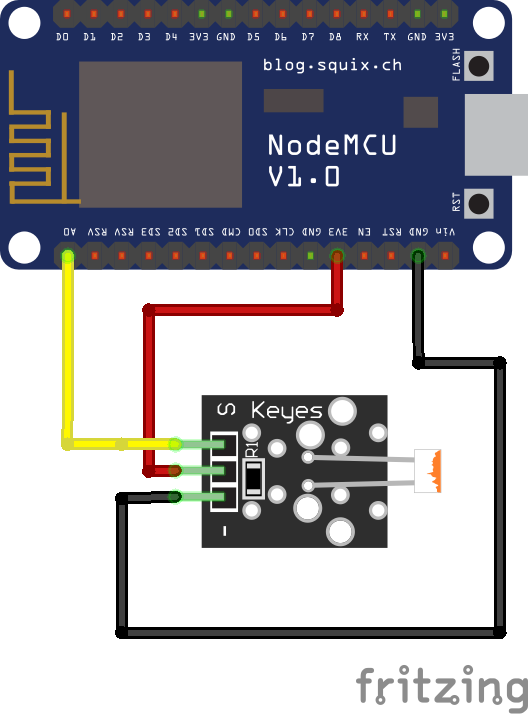 D0 D1 D2 D3 D4 3V3 GND D5 D6 D7 D8 RX TX GND 3V3
blog.squix.ch
FLASH
NodeMCU
V1.0
RST
A0 RSV RSV SD3 SD2 SD1 CMD SD0 CLK GND 3V3 EN RST GND Vin
S Keyes
R1
-
fritzing